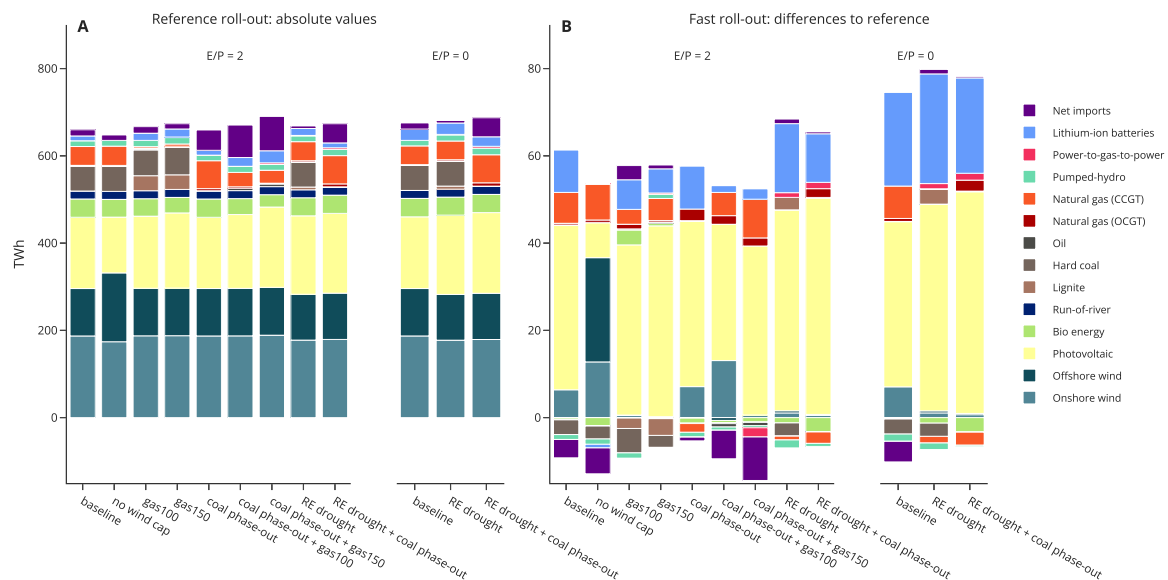 A
Reference roll-out: absolute values
B
Fast roll-out: differences to reference
E/P = 2
E/P = 0
E/P = 2
E/P = 0
TWh
800
600
400
200
0
80
60
40
20
0
baseline
no wind cap
gas100
gas150
coal phase-out
coal phase-out + gas100
coal phase-out + gas150
RE drought
RE drought + coal phase-out
baseline
RE drought
RE drought + coal phase-out
baseline
no wind cap
gas100
gas150
coal phase-out
coal phase-out + gas100
coal phase-out + gas150
RE drought
RE drought + coal phase-out
baseline
RE drought
RE drought + coal phase-out
Net imports
Lithium-ion batteries
Power-to-gas-to-power
Pumped-hydro
Natural gas (CCGT)
Natural gas (OCGT)
Oil
Hard coal
Lignite
Run-of-river
Bio energy
Photovoltaic
Offshore wind
Onshore wind